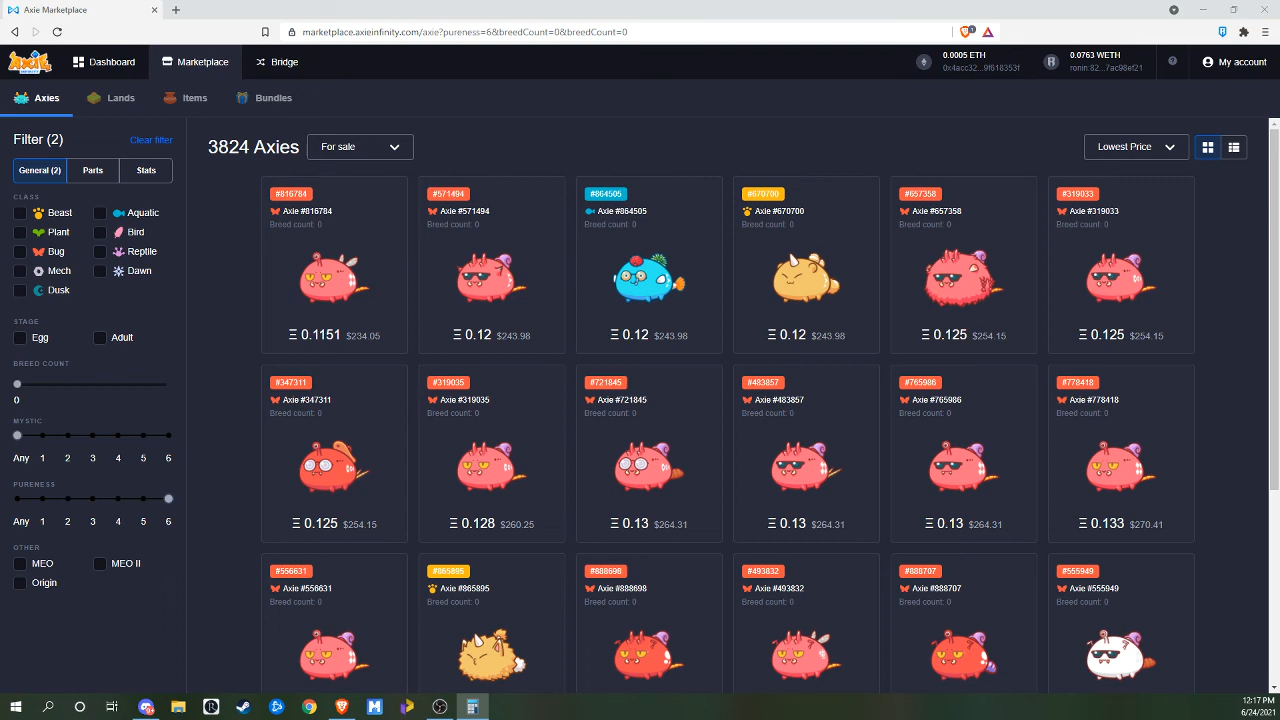 Axie Marketplace
marketplace.axieinfinity.com/axie?pureness=6&breedCount=0&breedCount=0
AXIE INFINITY
Dashboard
Marketplace
Bridge
0.0005 ETH
0x4acc32...9f618353f
0.0763 WETH
ronin:82...7ac98ef21
My account
Axies
Lands
Items
Bundles
Filter (2)
Clear filter
General (2)
Parts
Stats
CLASS
Beast
Aquatic
Plant
Bird
Bug
Reptile
Mech
Dawn
Dusk
STAGE
Egg
Adult
BREED COUNT
0
MYSTIC
Any 1 2 3 4 5 6
PURENESS
Any 1 2 3 4 5 6
OTHER
MEO
MEO II
Origin
3824 Axies
For sale
Lowest Price
#816784
Axie #816784
Breed count: 0
Ξ 0.1151 $234.05
#571494
Axie #571494
Breed count: 0
Ξ 0.12 $243.98
#864505
Axie #864505
Breed count: 0
Ξ 0.12 $243.98
#670700
Axie #670700
Breed count: 0
Ξ 0.12 $243.98
#657358
Axie #657358
Breed count: 0
Ξ 0.125 $254.15
#319033
Axie #319033
Breed count: 0
Ξ 0.125 $254.15
#347311
Axie #347311
Breed count: 0
Ξ 0.125 $254.15
#319035
Axie #319035
Breed count: 0
Ξ 0.128 $260.25
#721845
Axie #721845
Breed count: 0
Ξ 0.13 $264.31
#483857
Axie #483857
Breed count: 0
Ξ 0.13 $264.31
#765986
Axie #765986
Breed count: 0
Ξ 0.13 $264.31
#778418
Axie #778418
Breed count: 0
Ξ 0.133 $270.41
#556631
Axie #556631
Breed count: 0
#865895
Axie #865895
Breed count: 0
#888698
Axie #888698
Breed count: 0
#493832
Axie #493832
Breed count: 0
#888707
Axie #888707
Breed count: 0
#555949
Axie #555949
Breed count: 0
12:17 PM
6/24/2021